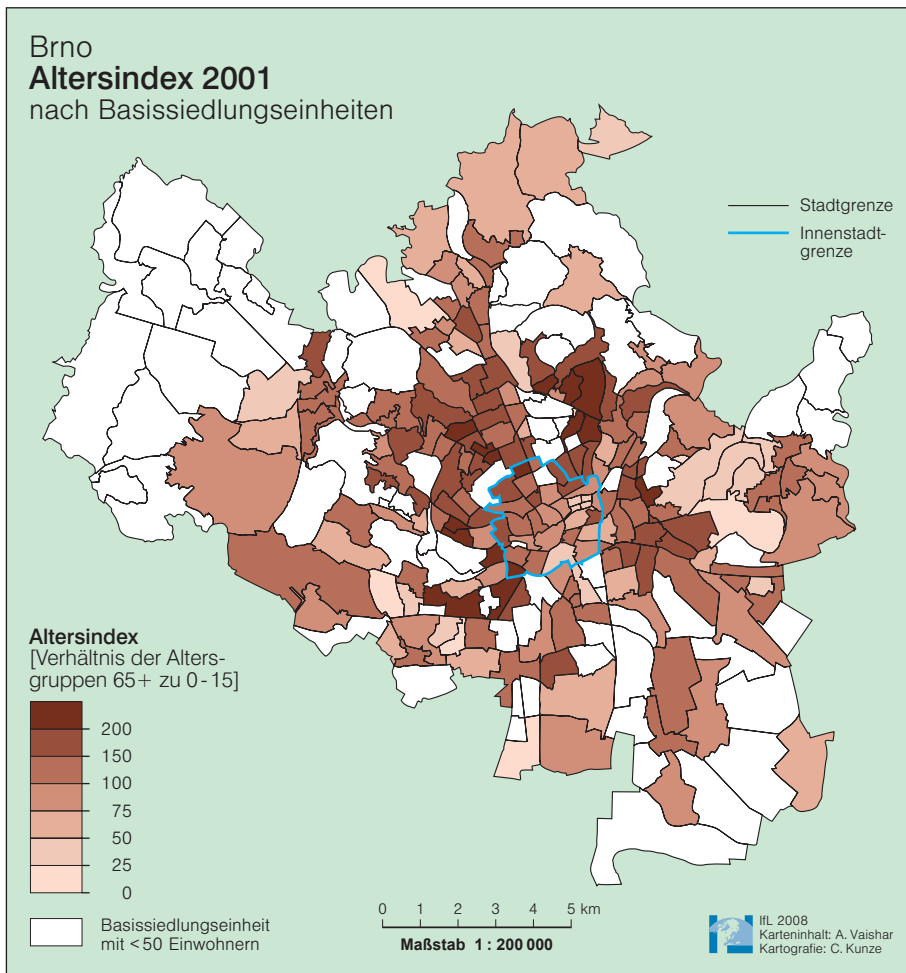 Brno
Altersindex 2001
nach Basissiedlungseinheiten
Stadtgrenze
Innenstadt-
grenze
Altersindex
[Verhältnis der Alters-
gruppen 65+ zu 0-15]
200
150
100
75
50
25
0
Basissiedlungseinheit
mit <50 Einwohnern
0 1 2 3 4 5 km
Maßstab 1 : 200 000
IfL 2008
Karteninhalt: A. Vaishar
Kartografie: C. Kunze